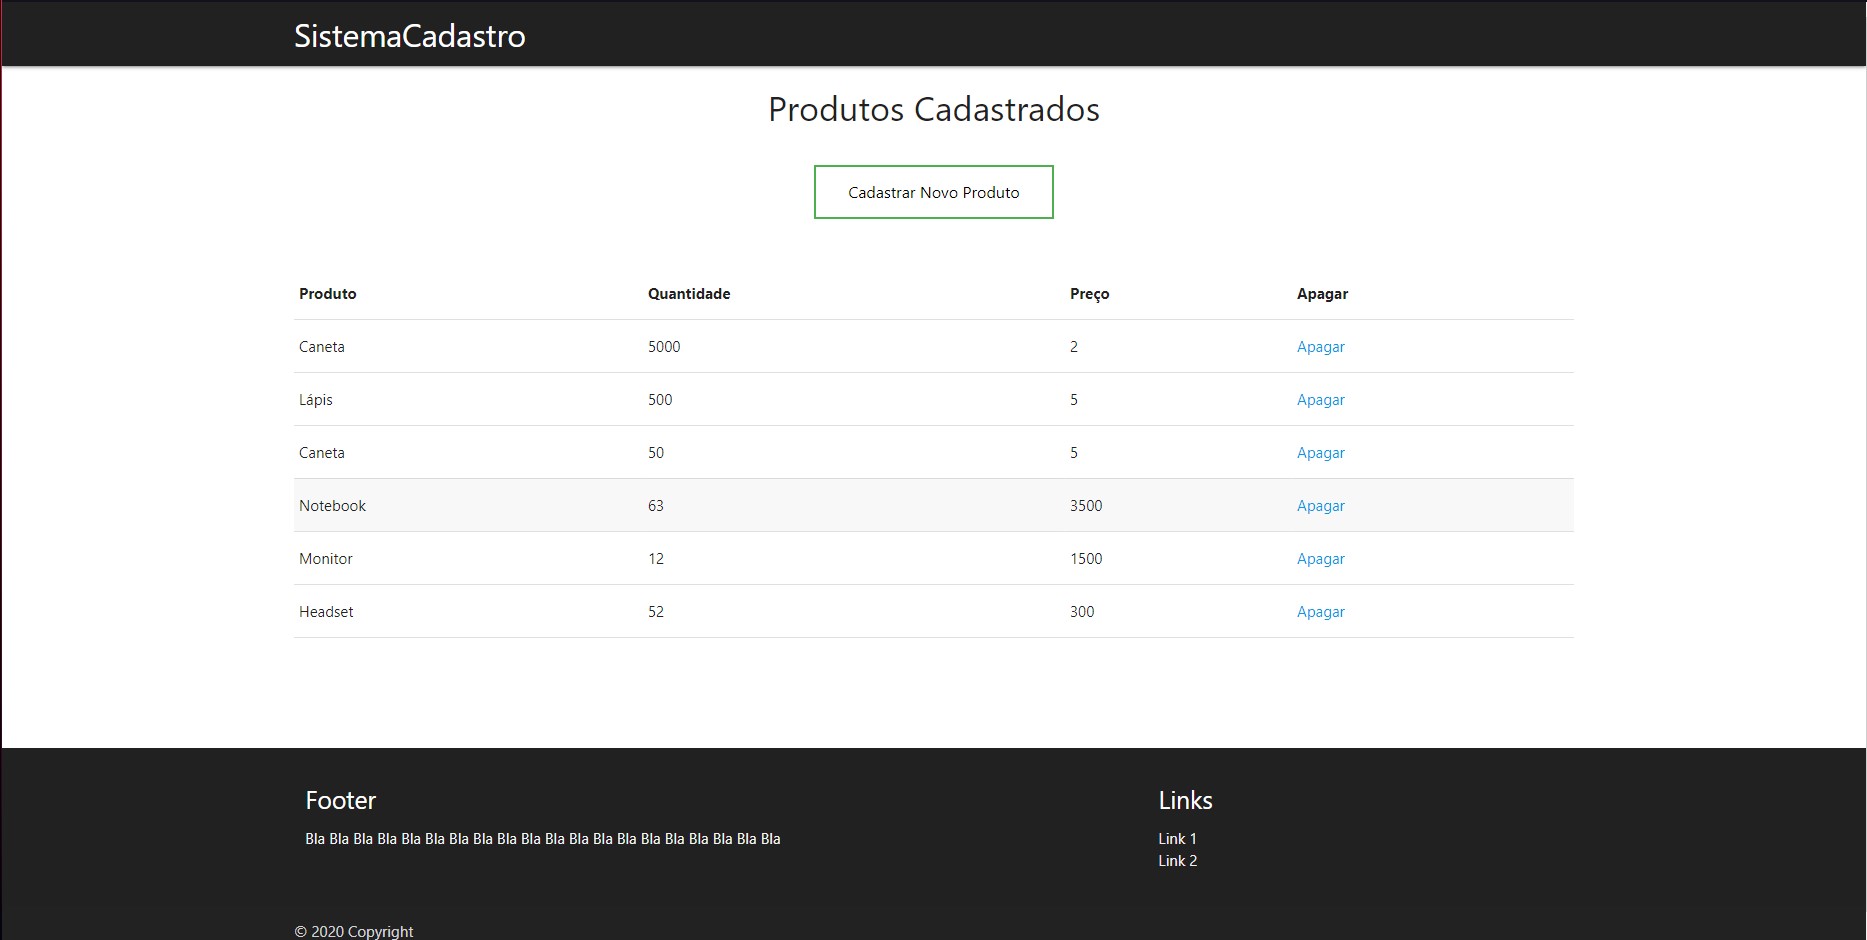 SistemaCadastro
Produtos Cadastrados
Cadastrar Novo Produto
Produto Quantidade Preço Apagar
Caneta 5000 2 Apagar
Lápis 500 5 Apagar
Caneta 50 5 Apagar
Notebook 63 3500 Apagar
Monitor 12 1500 Apagar
Headset 52 300 Apagar
Footer
Bla Bla Bla Bla Bla Bla Bla Bla Bla Bla Bla Bla Bla Bla Bla Bla Bla Bla Bla Bla
Links
Link 1
Link 2
© 2020 Copyright